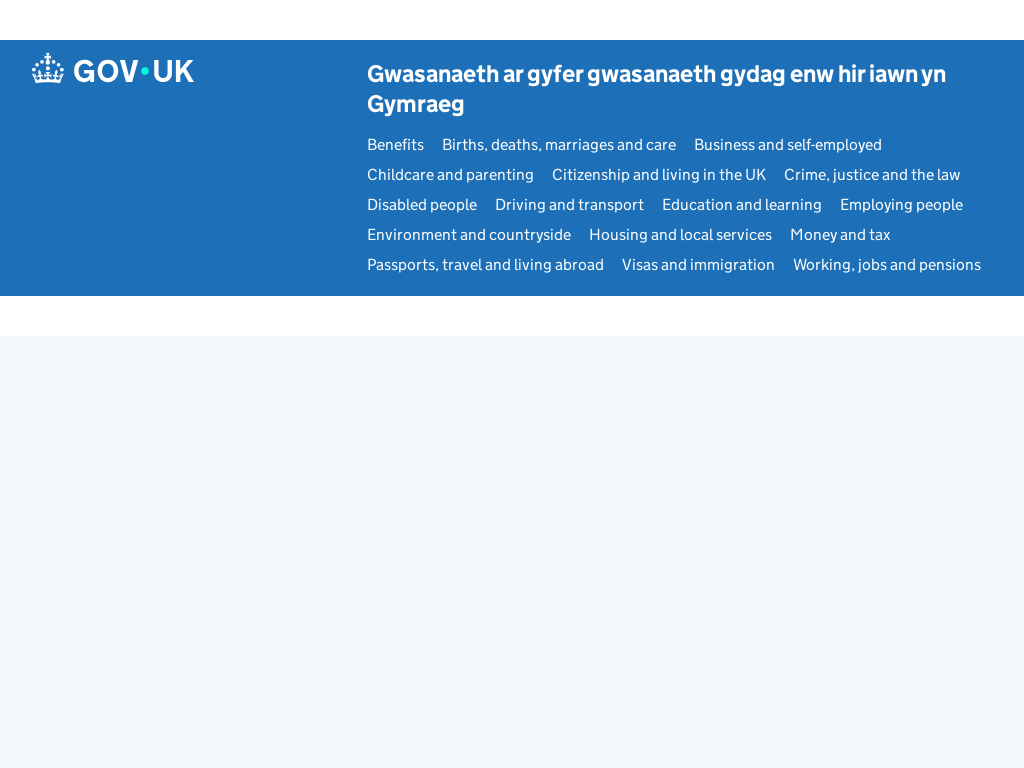 GOV·UK
Gwasanaeth ar gyfer gwasanaeth gydag enw hir iawn yn
Gymraeg
Benefits Births, deaths, marriages and care Business and self-employed
Childcare and parenting Citizenship and living in the UK Crime, justice and the law
Disabled people Driving and transport Education and learning Employing people
Environment and countryside Housing and local services Money and tax
Passports, travel and living abroad Visas and immigration Working, jobs and pensions